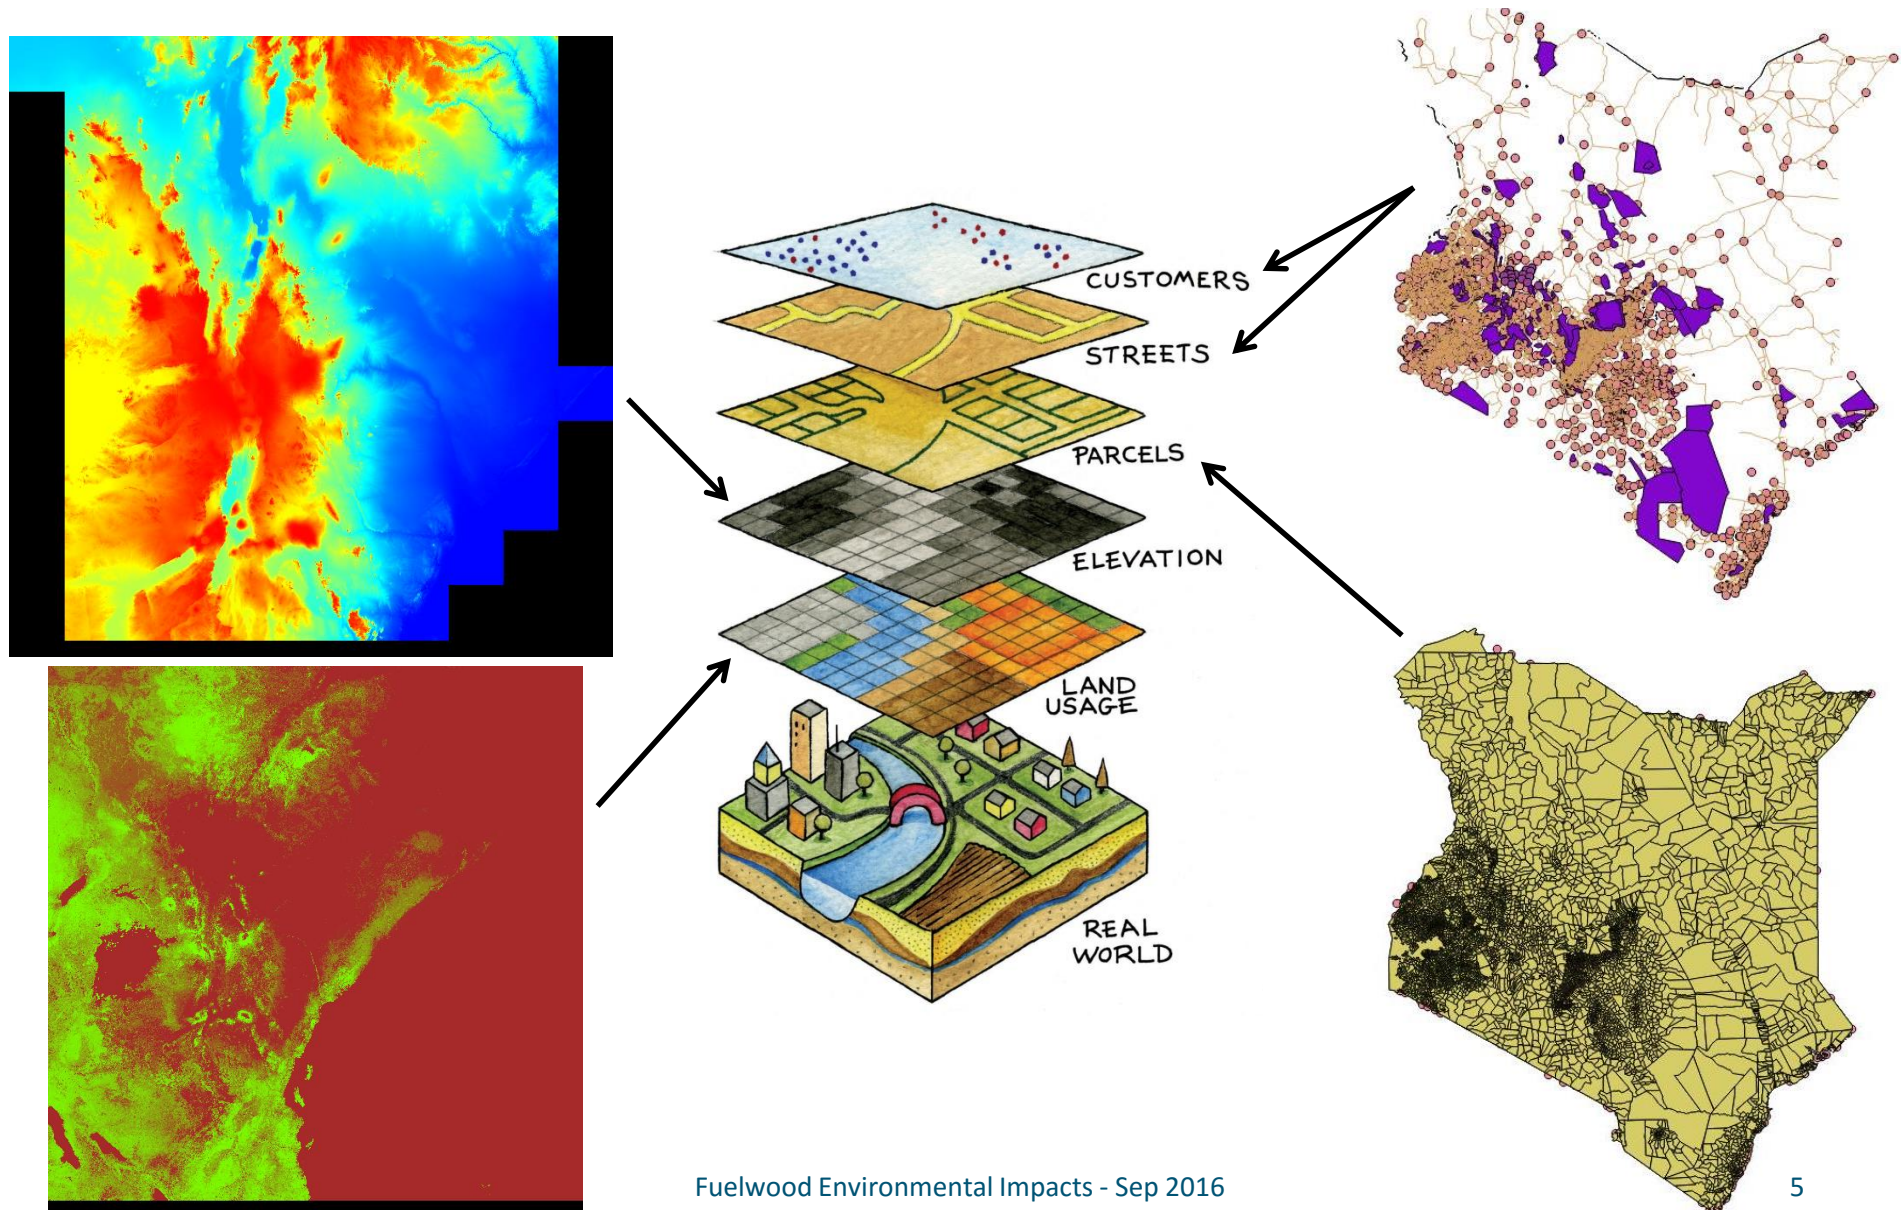 CUSTOMERS
STREETS
PARCELS
ELEVATION
LAND
USAGE
REAL
WORLD
Fuelwood Environmental Impacts - Sep 2016
5